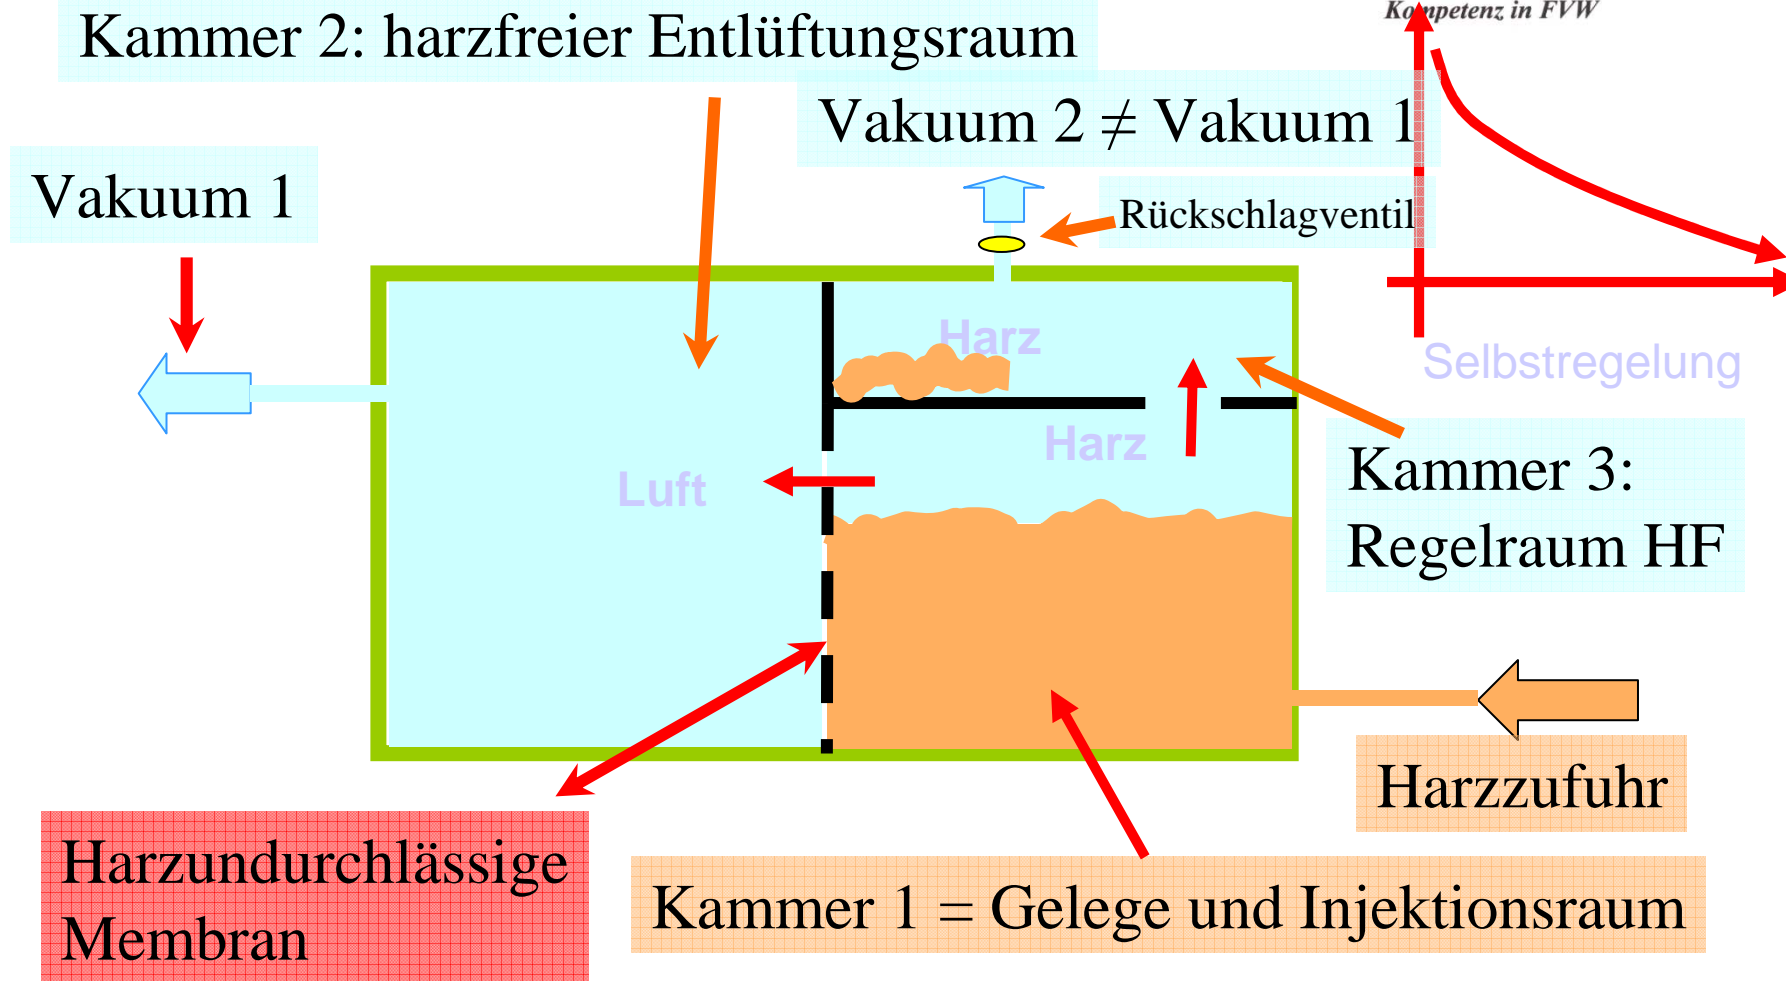 Kompetenz in FVW
Kammer 2: harzfreier Entlüftungsraum
Vakuum 2 ≠ Vakuum 1
Vakuum 1
Rückschlagventil
Harz
Selbstregelung
Harz
Luft
Kammer 3:
Regelraum HF
Harzzufuhr
Harzundurchlässige
Membran
Kammer 1 = Gelege und Injektionsraum